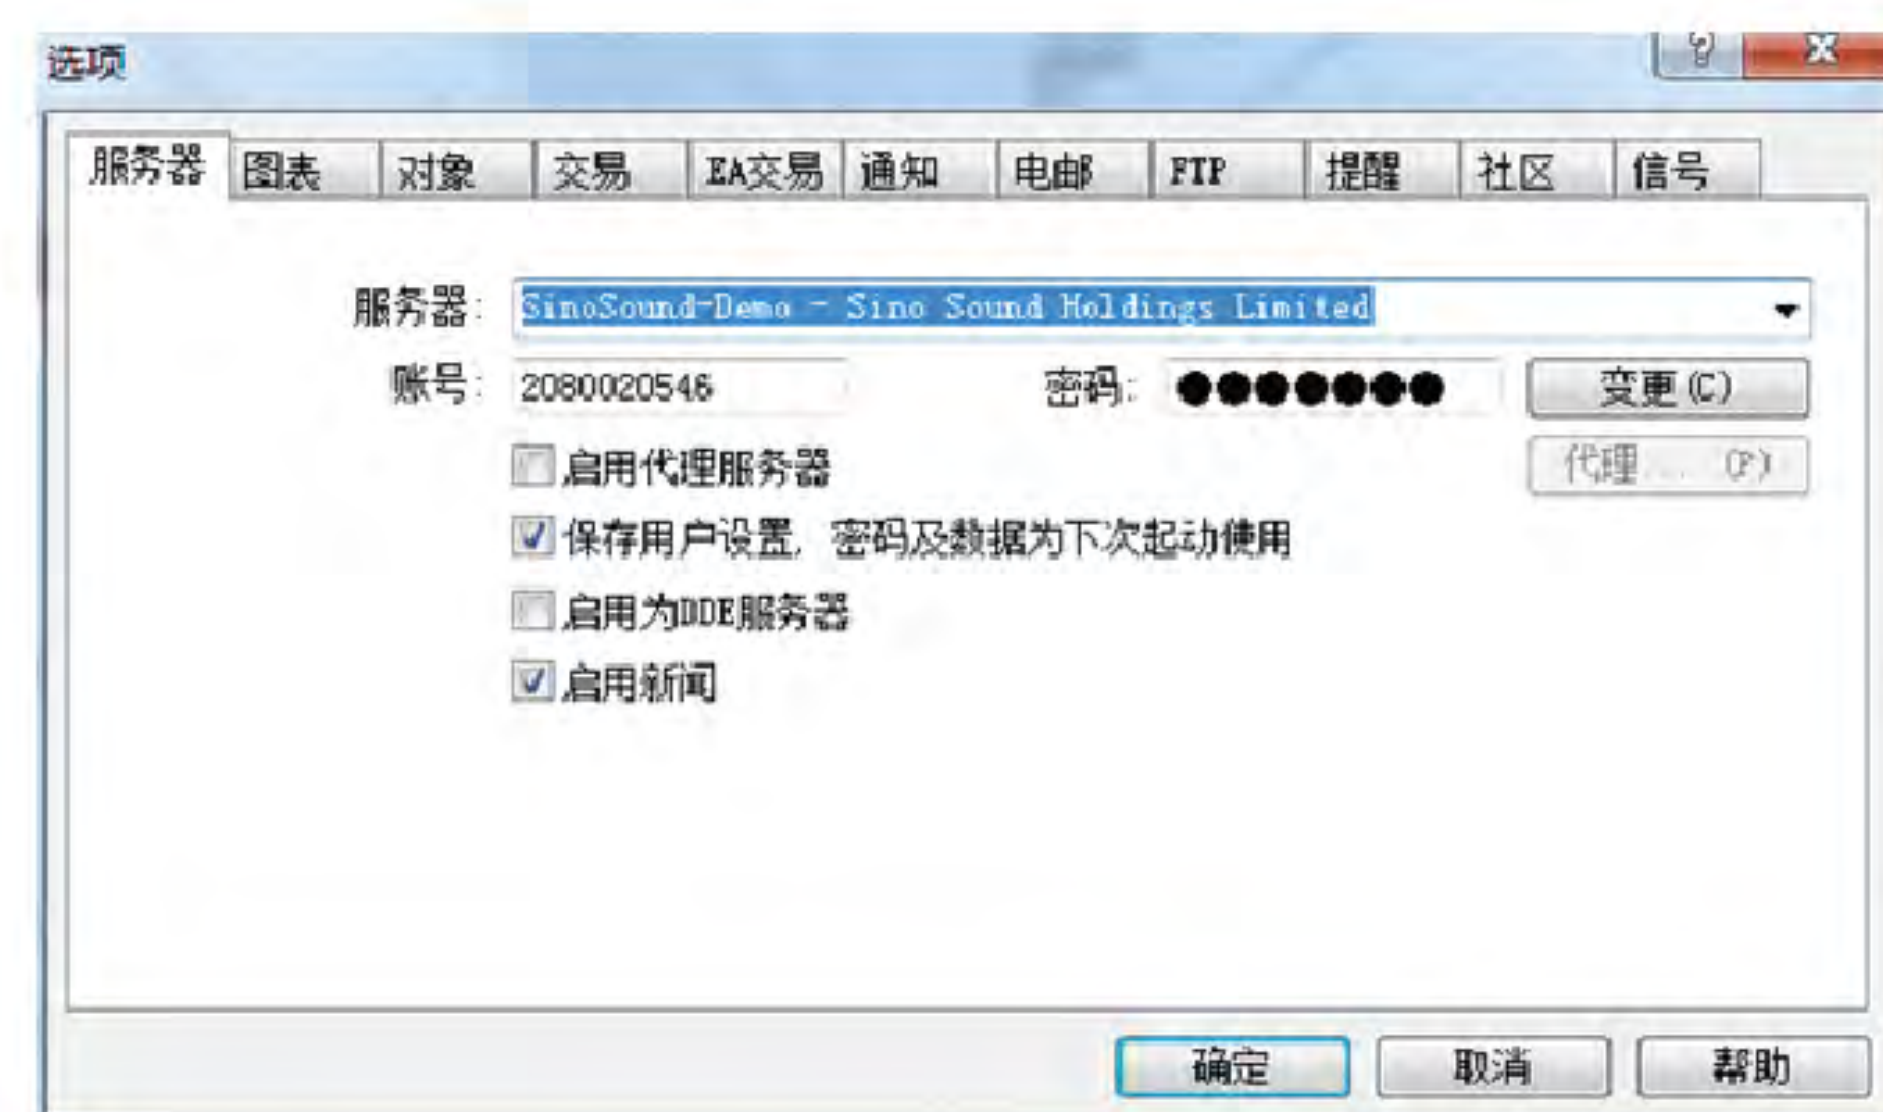 选项
服务器 图表 对象 交易 EA交易 通知 电邮 FTP 提醒 社区 信号
服务器: SinoSound-Demo - Sino Sound Holdings Limited
账号: 2080020546 密码: ●●●●●●● 变更(C)
启用代理服务器 代理... (P)
保存用户设置, 密码及数据为下次起动使用
启用为DDE服务器
启用新闻
确定 取消 帮助